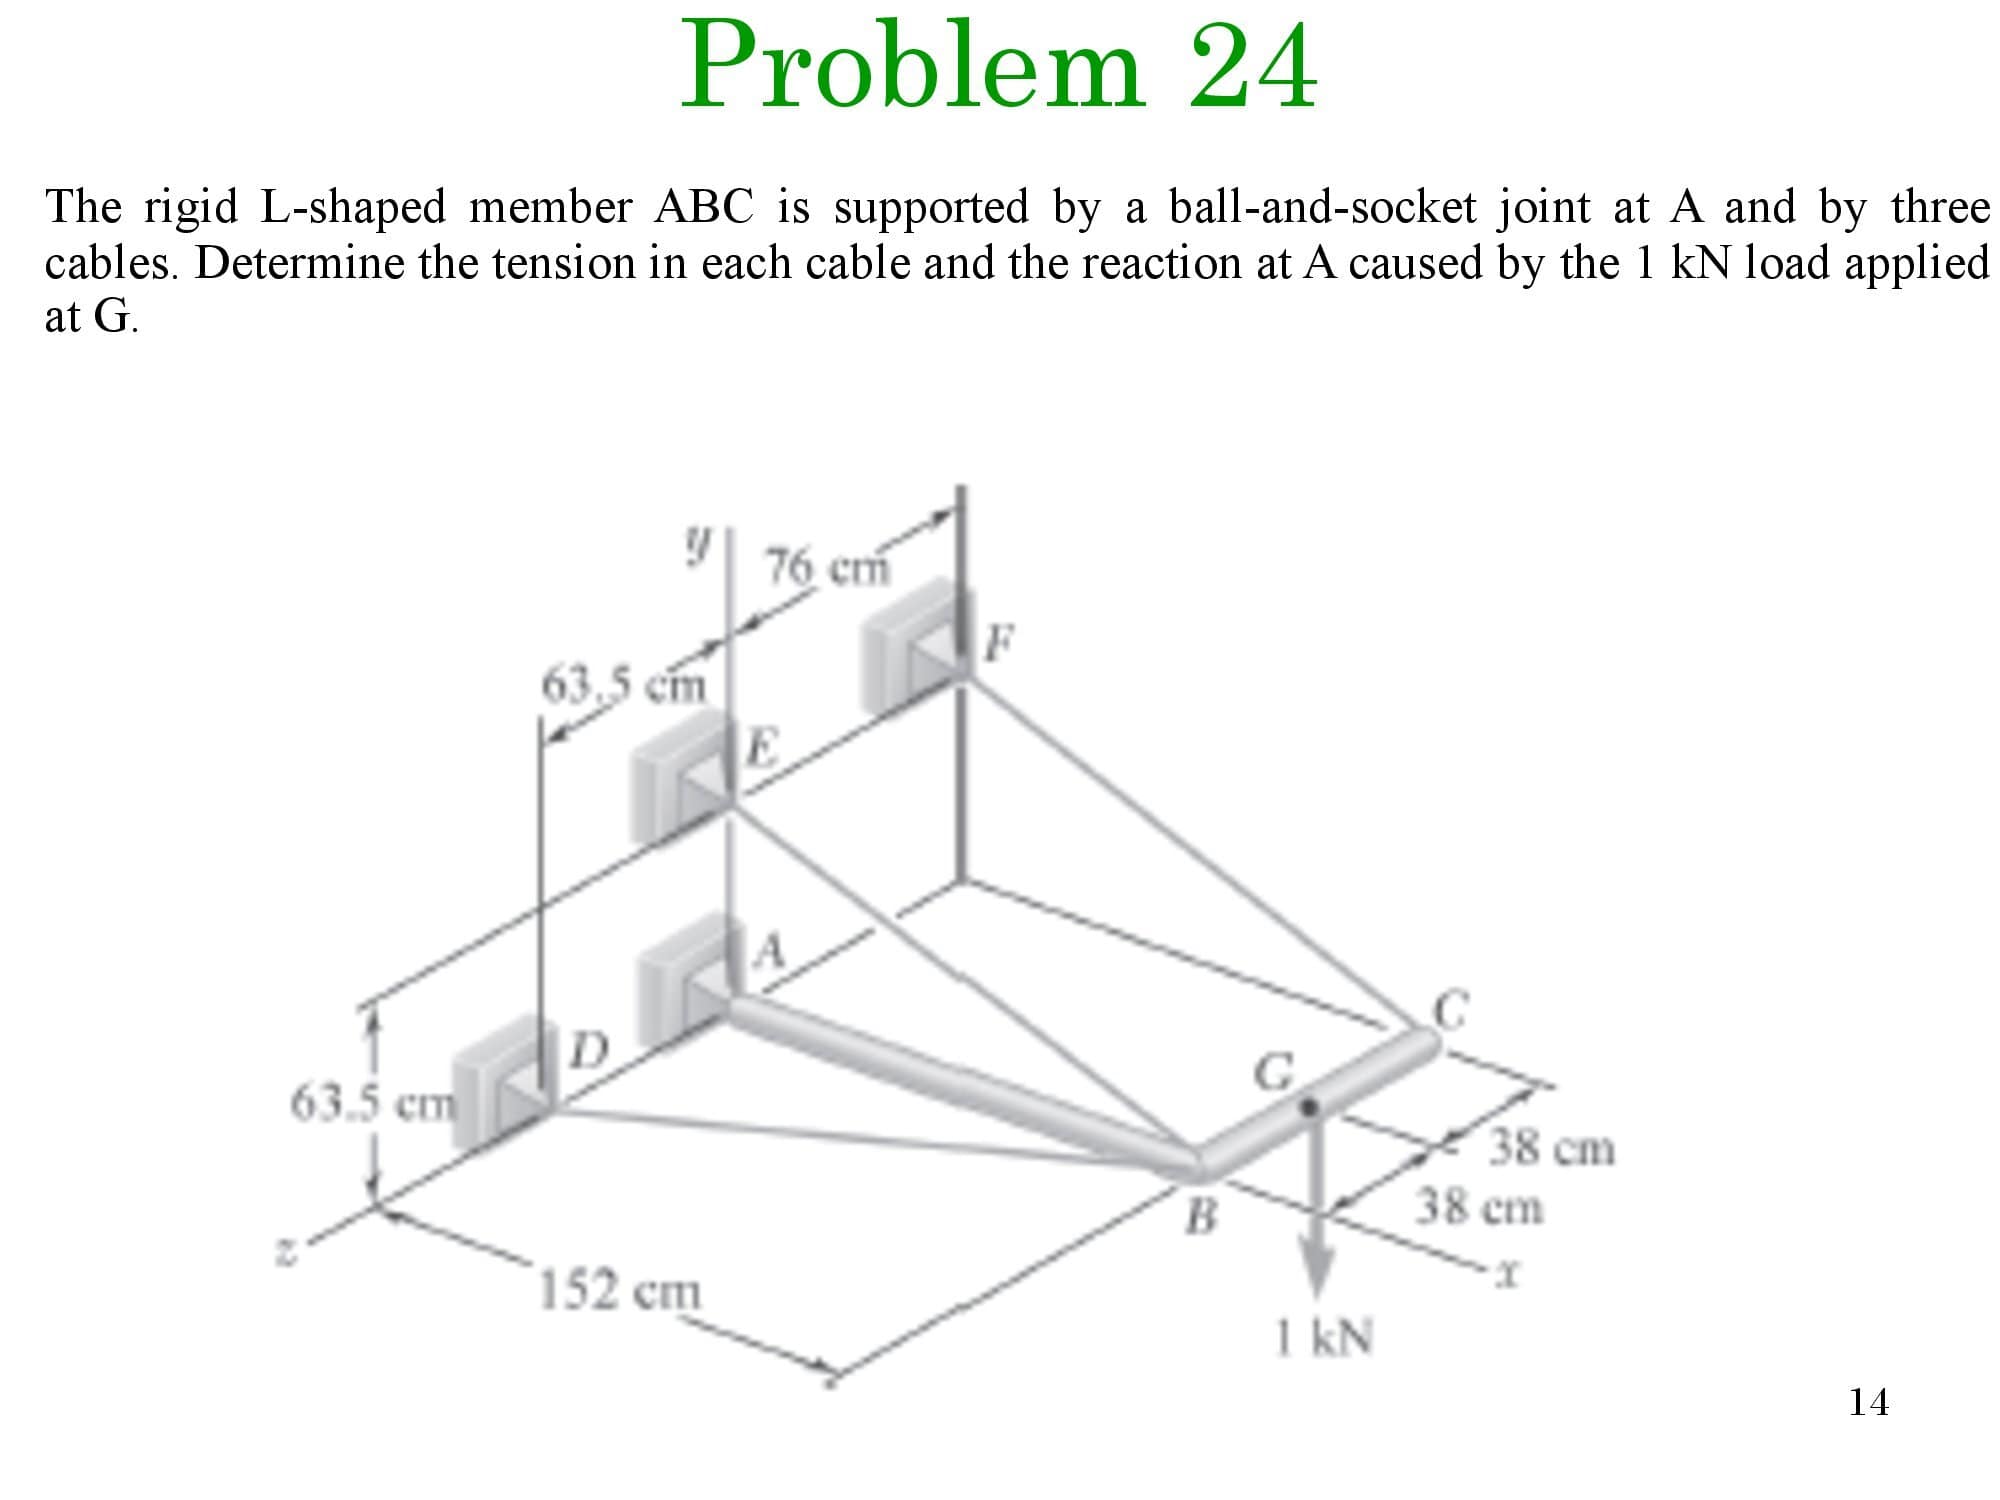 Problem 24
The rigid L-shaped member ABC is supported by a ball-and-socket joint at A and by three
cables. Determine the tension in each cable and the reaction at A caused by the 1 kN load applied
at G.
y
76 cm
F
63.5 cm
E
A
C
D
G
63.5 cm
38 cm
B
38 cm
z
x
152 cm
1 kN
14